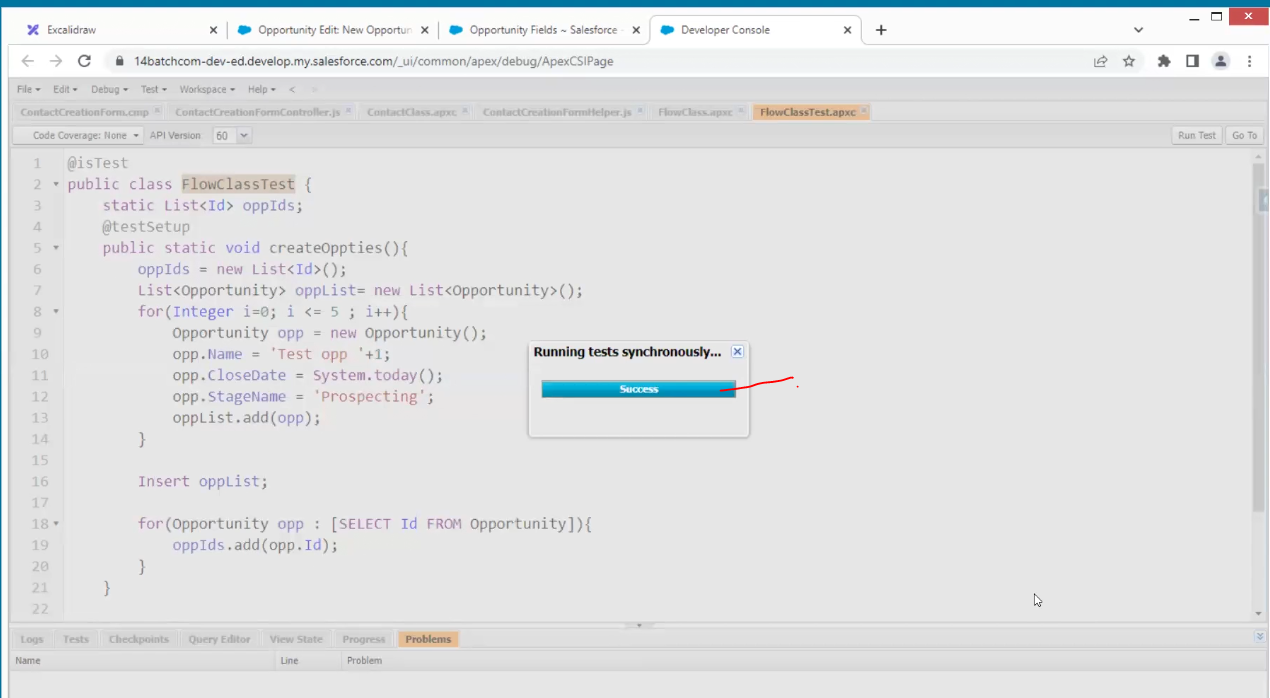 Excalidraw
Opportunity Edit: New Opportun
Opportunity Fields ~ Salesforce
Developer Console
14batchcom-dev-ed.develop.my.salesforce.com/_ui/common/apex/debug/ApexCSIPage
File Edit Debug Test Workspace Help < >
ContactCreationForm.cmp ContactCreationFormController.js ContactClass.apxc ContactCreationFormHelper.js FlowClass.apxc FlowClassTest.apxc
Code Coverage: None API Version 60 Run Test Go To
1 @isTest
2 public class FlowClassTest {
3 static List<Id> oppIds;
4 @testSetup
5 public static void createOppties(){
6 oppIds = new List<Id>();
7 List<Opportunity> oppList= new List<Opportunity>();
8 for(Integer i=0; i <= 5 ; i++){
9 Opportunity opp = new Opportunity();
10 opp.Name = 'Test opp '+1;
11 opp.CloseDate = System.today();
12 opp.StageName = 'Prospecting';
13 oppList.add(opp);
14 }
15
16 Insert oppList;
17
18 for(Opportunity opp : [SELECT Id FROM Opportunity]){
19 oppIds.add(opp.Id);
20 }
21 }
22
Running tests synchronously...
Success
Logs Tests Checkpoints Query Editor View State Progress Problems
Name Line Problem